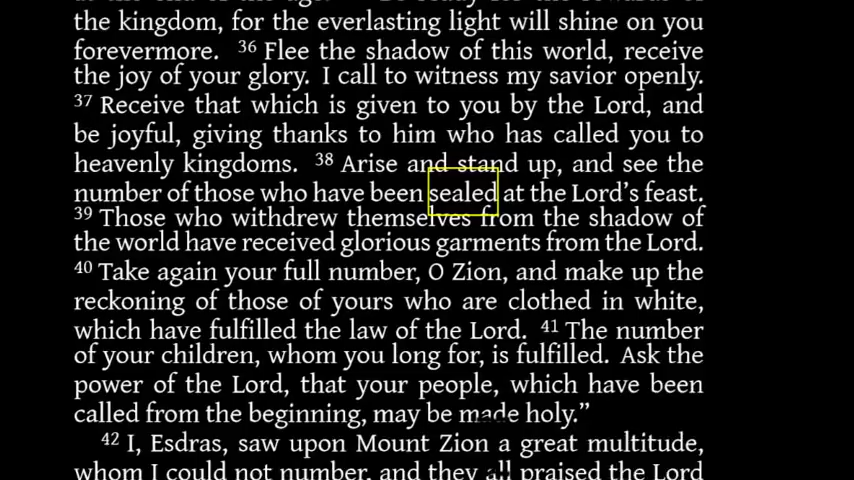 the kingdom, for the everlasting light will shine on you
forevermore. 36 Flee the shadow of this world, receive
the joy of your glory. I call to witness my savior openly.
37 Receive that which is given to you by the Lord, and
be joyful, giving thanks to him who has called you to
heavenly kingdoms. 38 Arise and stand up, and see the
number of those who have been sealed at the Lord’s feast.
39 Those who withdrew themselves from the shadow of
the world have received glorious garments from the Lord.
40 Take again your full number, O Zion, and make up the
reckoning of those of yours who are clothed in white,
which have fulfilled the law of the Lord. 41 The number
of your children, whom you long for, is fulfilled. Ask the
power of the Lord, that your people, which have been
called from the beginning, may be made holy.”
42 I, Esdras, saw upon Mount Zion a great multitude,
whom I could not number, and they all praised the Lord